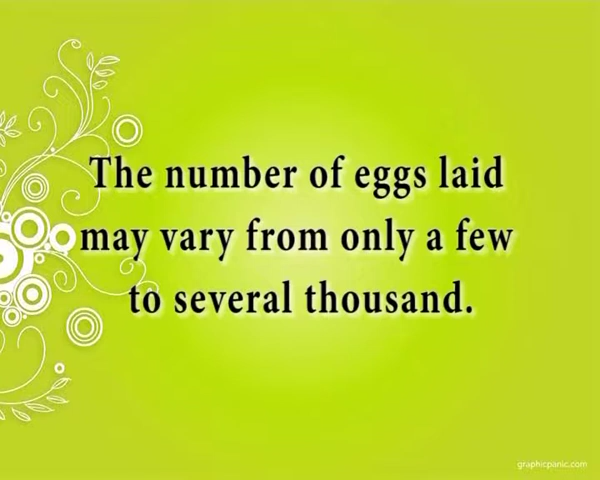 The number of eggs laid
may vary from only a few
to several thousand.
graphicpanic.com